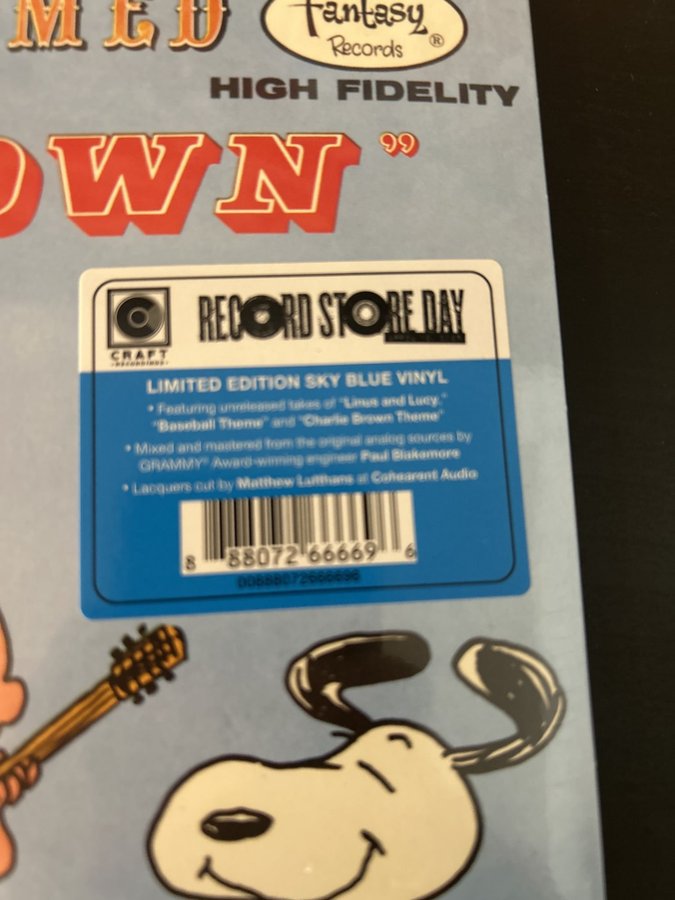 MED
Fantasy
Records ®
HIGH FIDELITY
OWN"
CRAFT
RECORDINGS
RECORD STORE DAY
LIMITED EDITION SKY BLUE VINYL
• Featuring unreleased takes of "Linus and Lucy,"
"Baseball Theme" and "Charlie Brown Theme"
• Mixed and mastered from the original analog sources by
GRAMMY® Award-winning engineer Paul Blakemore
• Lacquers cut by Matthew Lutthans at Cohearent Audio
8 88072 66669 6
00888072666696